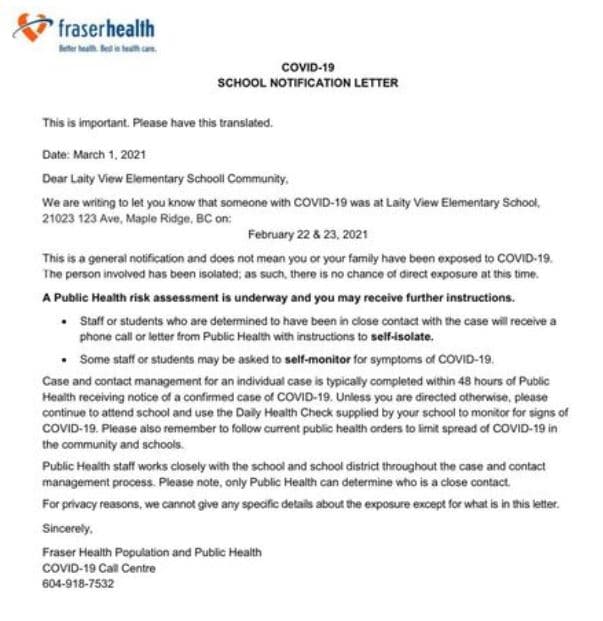 fraserhealth
Better health. Best in health care.
COVID-19
SCHOOL NOTIFICATION LETTER
This is important. Please have this translated.
Date: March 1, 2021
Dear Laity View Elementary Schooll Community,
We are writing to let you know that someone with COVID-19 was at Laity View Elementary School,
21023 123 Ave, Maple Ridge, BC on:
February 22 & 23, 2021
This is a general notification and does not mean you or your family have been exposed to COVID-19.
The person involved has been isolated; as such, there is no chance of direct exposure at this time.
A Public Health risk assessment is underway and you may receive further instructions.
• Staff or students who are determined to have been in close contact with the case will receive a
phone call or letter from Public Health with instructions to self-isolate.
• Some staff or students may be asked to self-monitor for symptoms of COVID-19.
Case and contact management for an individual case is typically completed within 48 hours of Public
Health receiving notice of a confirmed case of COVID-19. Unless you are directed otherwise, please
continue to attend school and use the Daily Health Check supplied by your school to monitor for signs of
COVID-19. Please also remember to follow current public health orders to limit spread of COVID-19 in
the community and schools.
Public Health staff works closely with the school and school district throughout the case and contact
management process. Please note, only Public Health can determine who is a close contact.
For privacy reasons, we cannot give any specific details about the exposure except for what is in this letter.
Sincerely,
Fraser Health Population and Public Health
COVID-19 Call Centre
604-918-7532